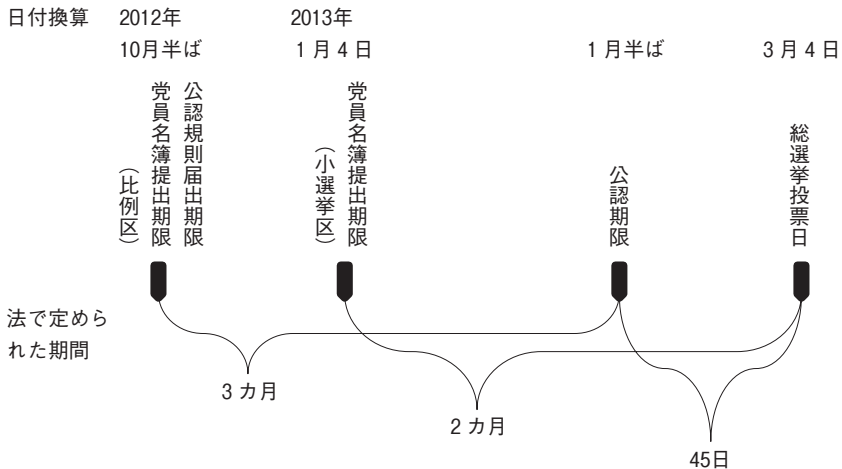 日付換算 2012年 2013年
10月半ば 1月4日 1月半ば 3月4日
公認規則届出期限
党員名簿提出期限
（比例区）
党員名簿提出期限
（小選挙区）
公認期限
総選挙投票日
法で定めら
れた期間
3カ月
2カ月
45日